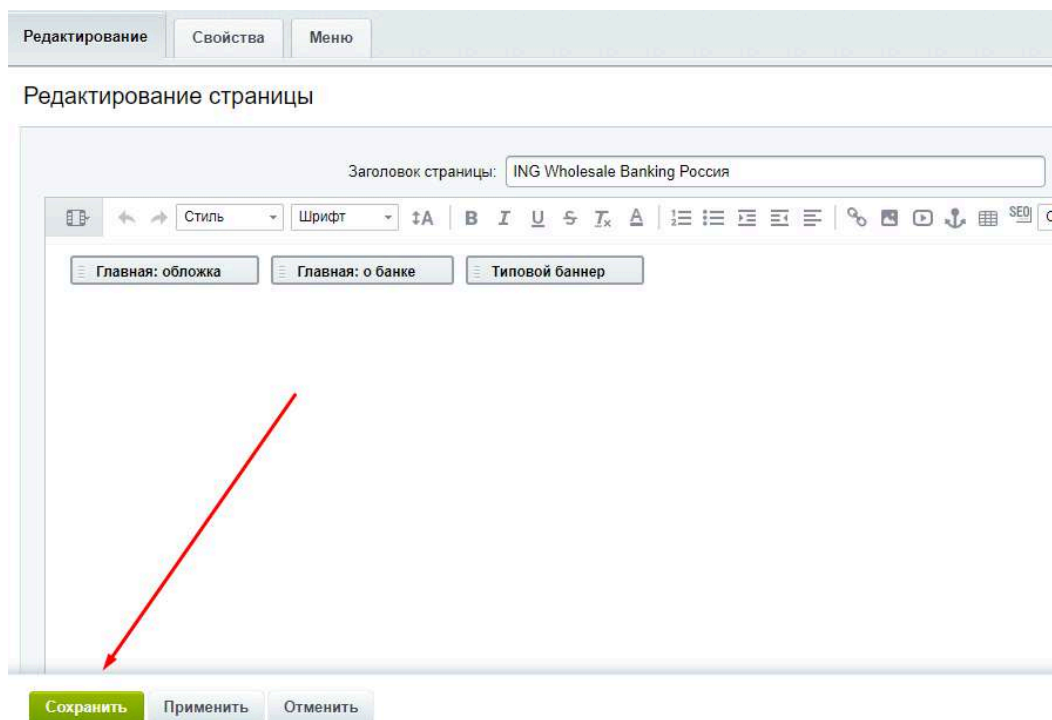 Редактирование Свойства Меню
Редактирование страницы
Заголовок страницы: ING Wholesale Banking Россия
Стиль Шрифт A B I U S Tx A SEO
Главная: обложка Главная: о банке Типовой баннер
Сохранить Применить Отменить